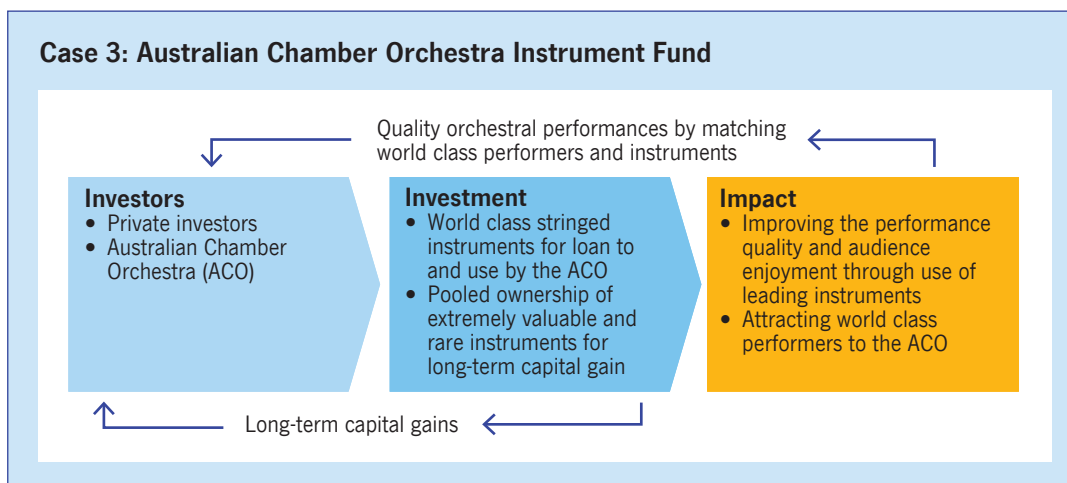 Case 3: Australian Chamber Orchestra Instrument Fund
Quality orchestral performances by matching
world class performers and instruments
Investors
• Private investors
• Australian Chamber
Orchestra (ACO)
Investment
• World class stringed
instruments for loan to
and use by the ACO
• Pooled ownership of
extremely valuable and
rare instruments for
long-term capital gain
Impact
• Improving the performance
quality and audience
enjoyment through use of
leading instruments
• Attracting world class
performers to the ACO
Long-term capital gains